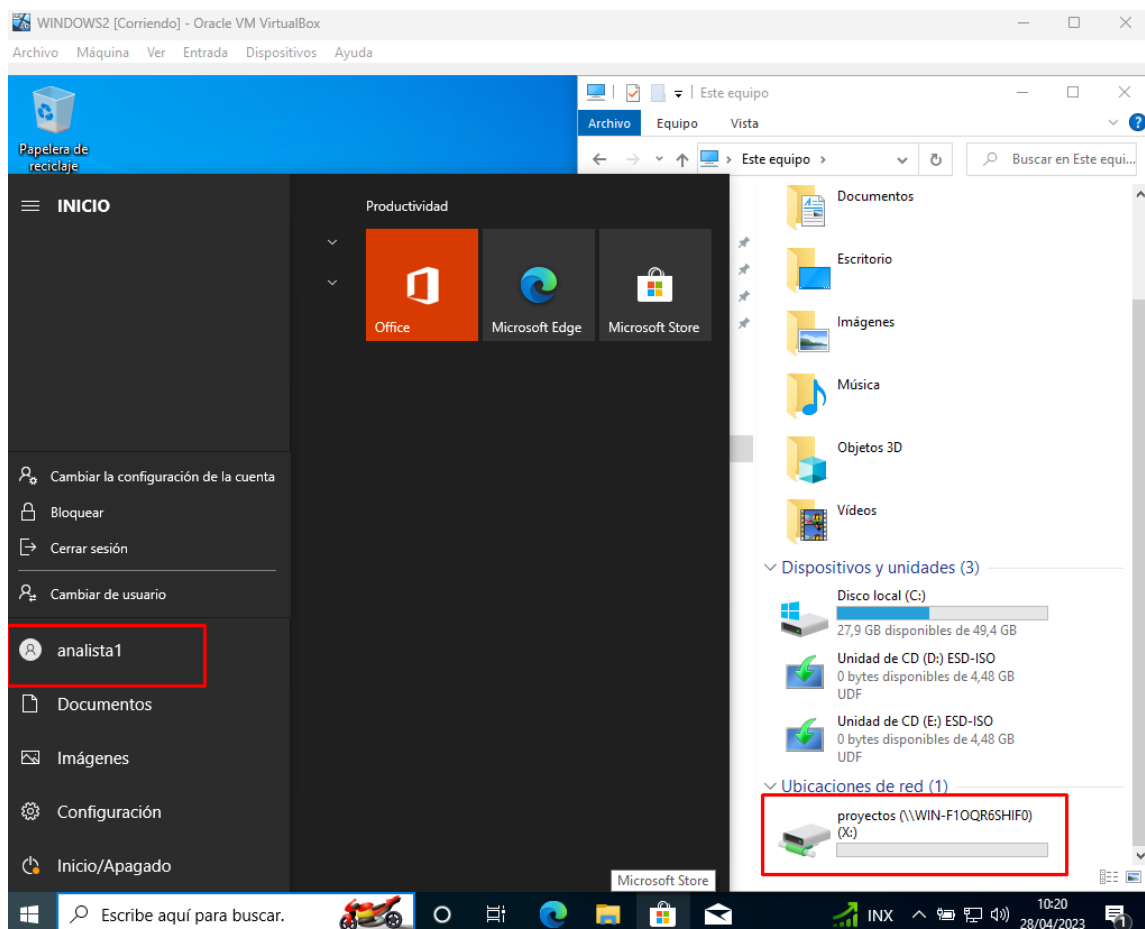 WINDOWS2 [Corriendo] - Oracle VM VirtualBox
Archivo Máquina Ver Entrada Dispositivos Ayuda
Papelera de
reciclaje
Este equipo
Archivo Equipo Vista
Este equipo
Buscar en Este equi...
INICIO
Productividad
Office
Microsoft Edge
Microsoft Store
Cambiar la configuración de la cuenta
Bloquear
Cerrar sesión
Cambiar de usuario
analista1
Documentos
Imágenes
Configuración
Inicio/Apagado
Documentos
Escritorio
Imágenes
Música
Objetos 3D
Vídeos
Dispositivos y unidades (3)
Disco local (C:)
27,9 GB disponibles de 49,4 GB
Unidad de CD (D:) ESD-ISO
0 bytes disponibles de 4,48 GB
UDF
Unidad de CD (E:) ESD-ISO
0 bytes disponibles de 4,48 GB
UDF
Ubicaciones de red (1)
proyectos (\\WIN-F1OQR6SHIF0)
(X:)
Microsoft Store
Escribe aquí para buscar.
INX
10:20
28/04/2023
1